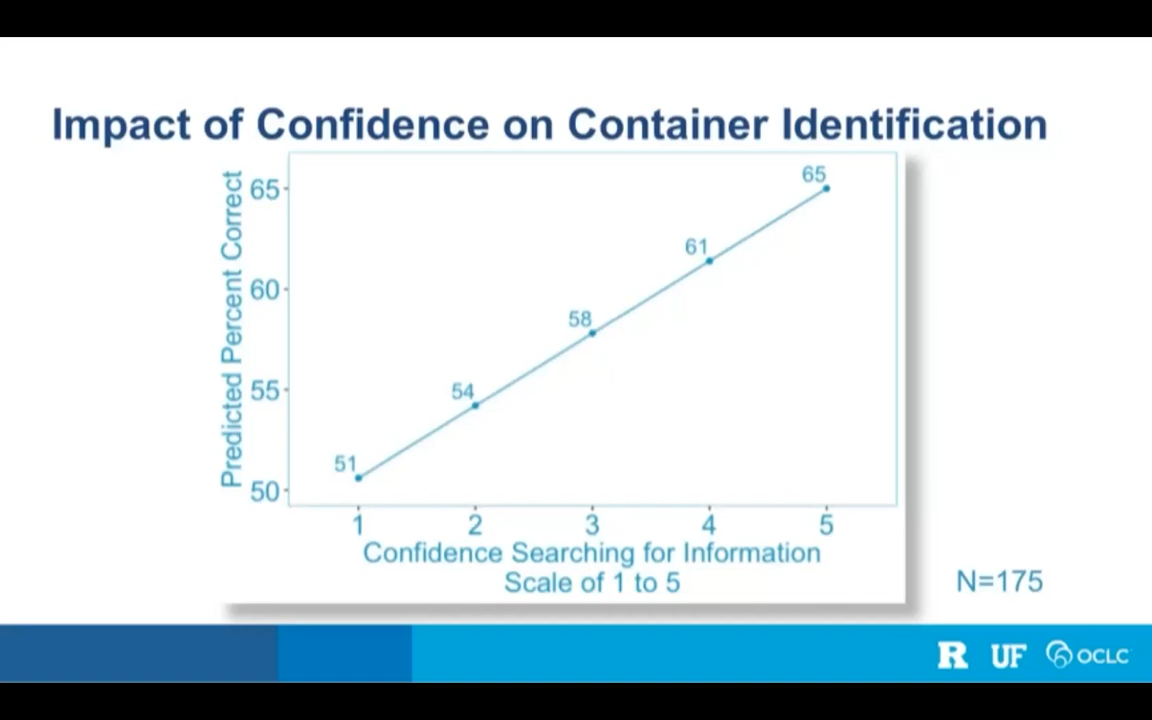 Impact of Confidence on Container Identification
Predicted Percent Correct
65
60
55
50
51
54
58
61
65
1 2 3 4 5
Confidence Searching for Information
Scale of 1 to 5
N=175
R UF OCLC